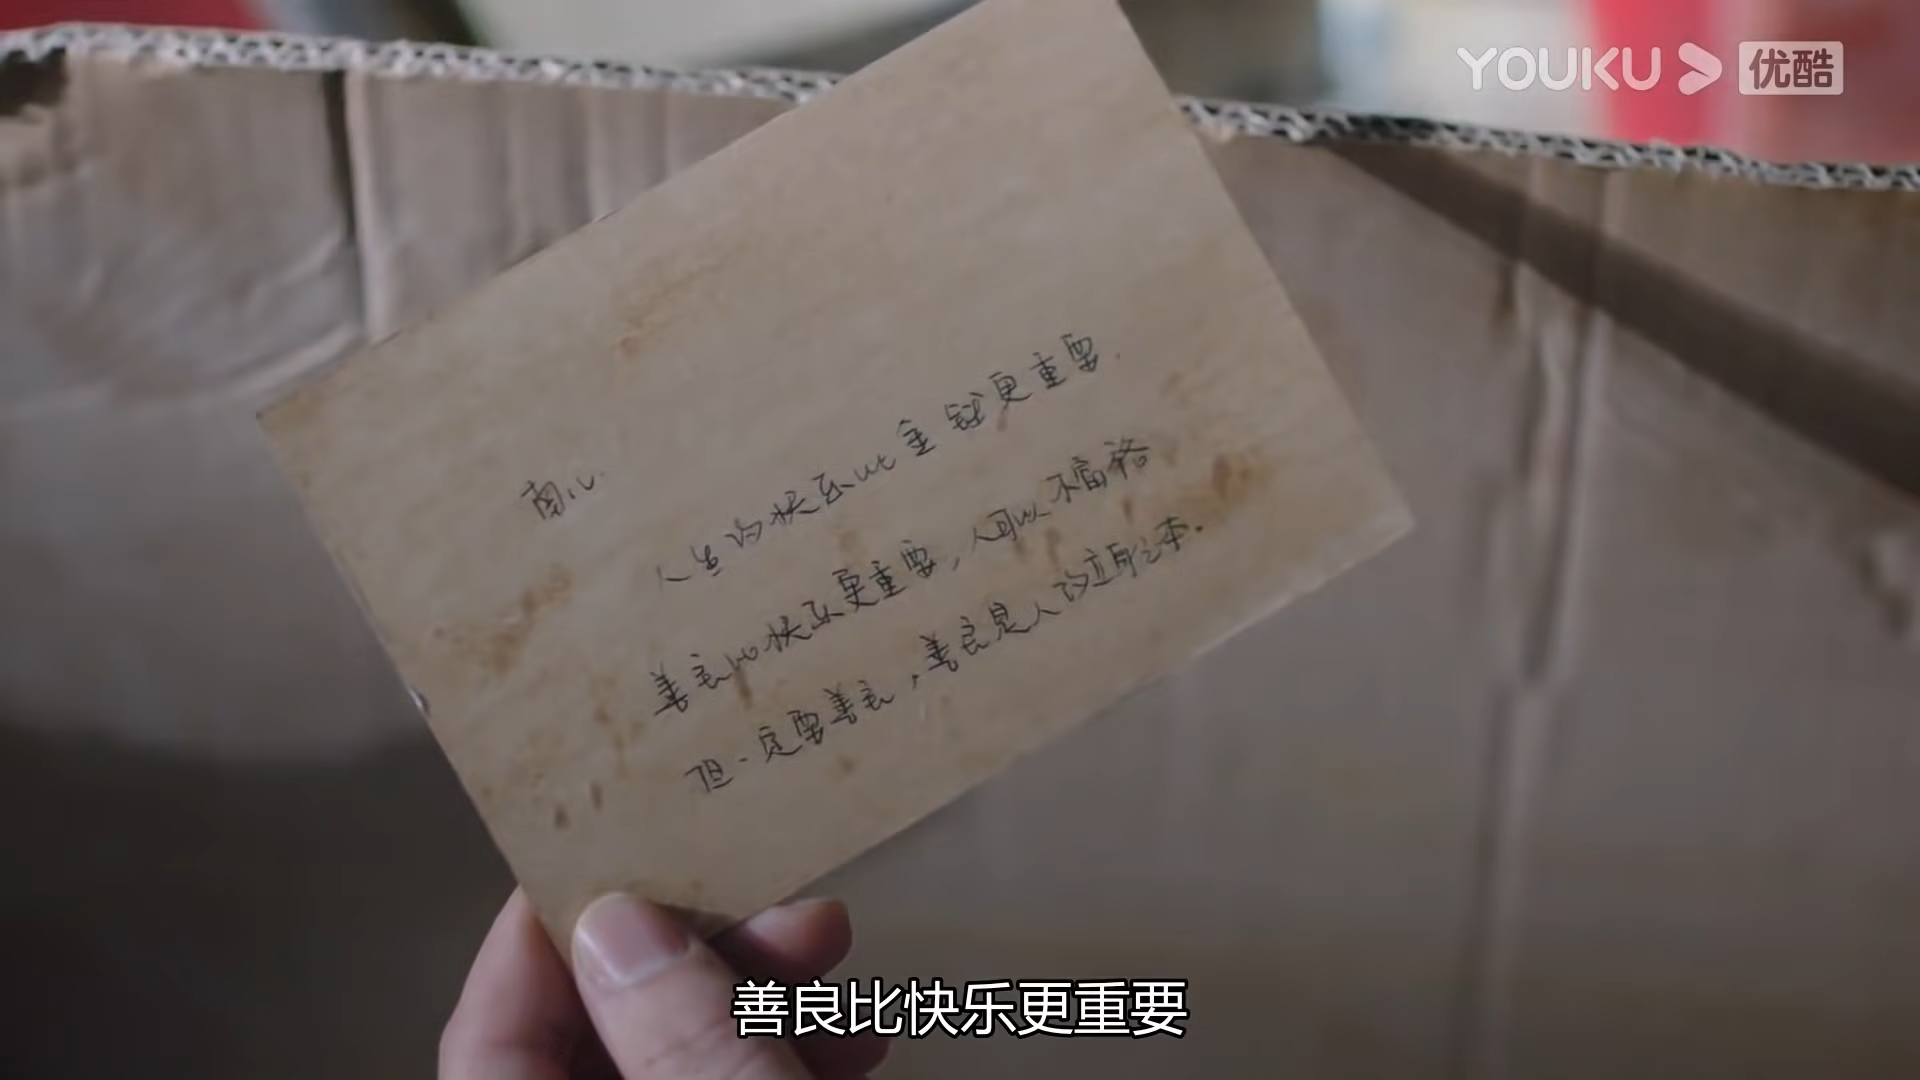 YOUKU 优酷
南儿.
人生的快乐比金钱更重要.
善良比快乐更重要,人可以不富裕
但一定要善良,善良是人的立身之本.
善良比快乐更重要